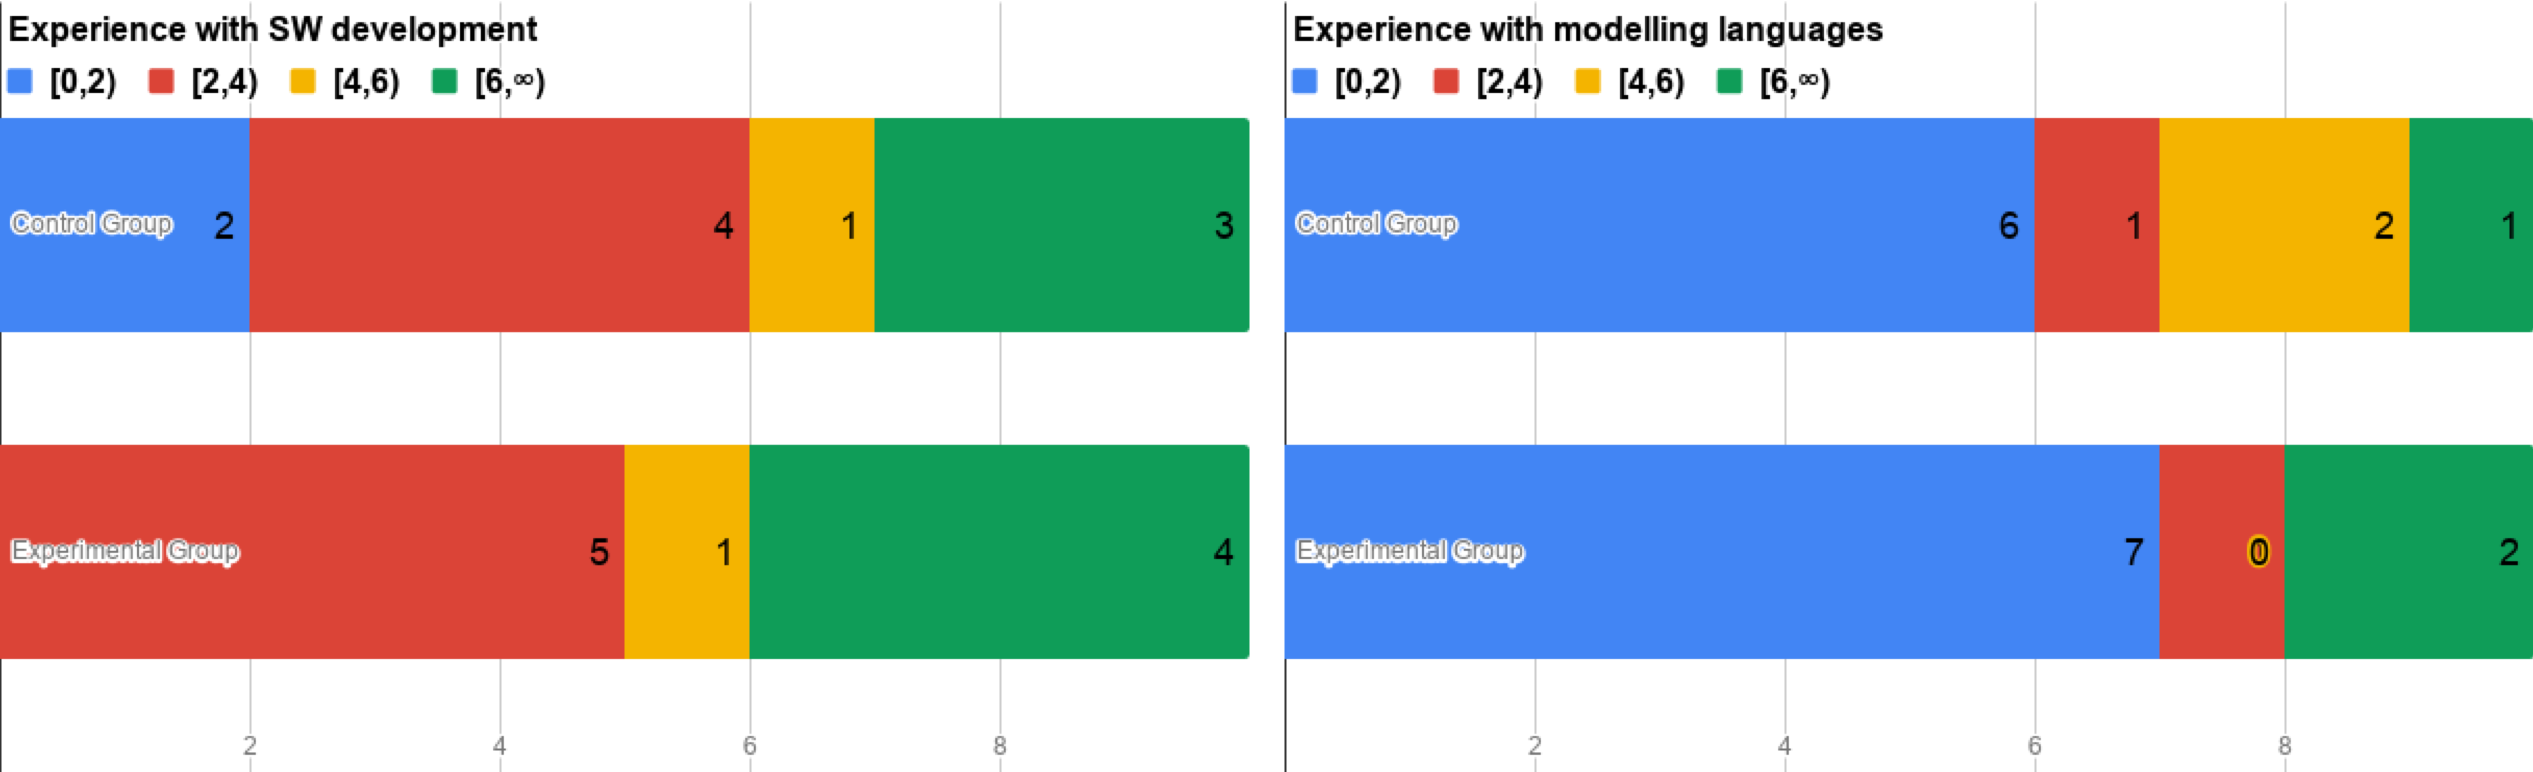 Experience with SW development
[0,2) [2,4) [4,6) [6,∞)
Control Group 2 4 1 3
Experimental Group 5 1 4
2 4 6 8
Experience with modelling languages
[0,2) [2,4) [4,6) [6,∞)
Control Group 6 1 2 1
Experimental Group 7 0 2
2 4 6 8